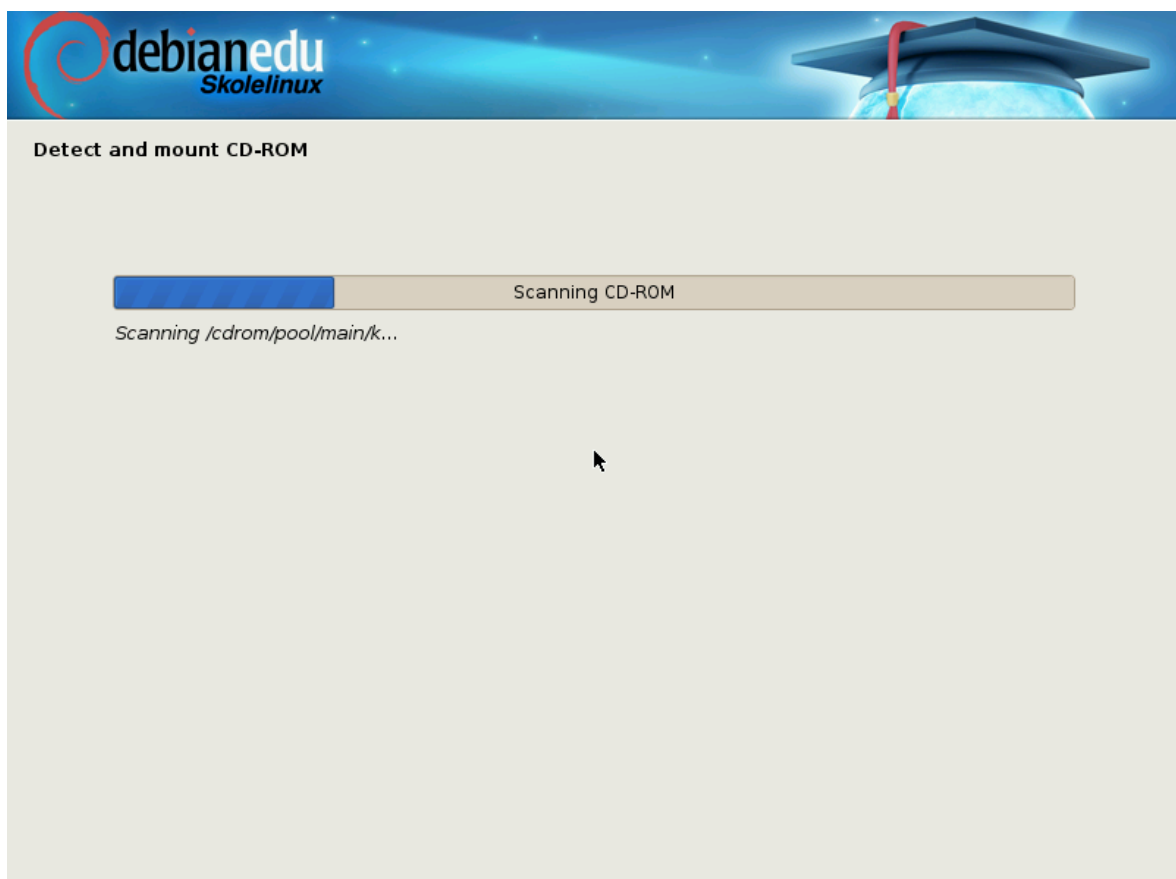 debianedu
Skolelinux
Detect and mount CD-ROM
Scanning CD-ROM
Scanning /cdrom/pool/main/k...